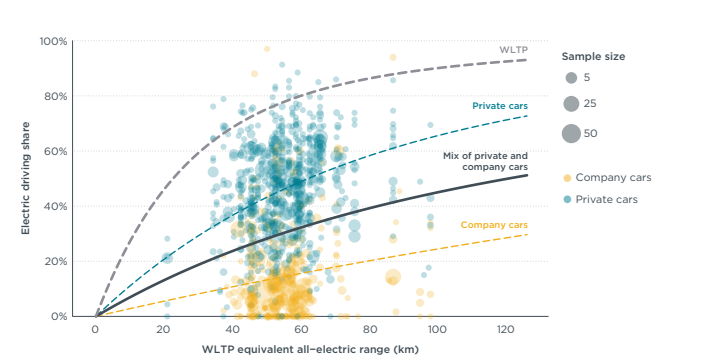 100%
80%
60%
40%
20%
0%
Electric driving share
0
20
40
60
80
100
120
WLTP equivalent all-electric range (km)
WLTP
Private cars
Mix of private and
company cars
Company cars
Sample size
5
25
50
Company cars
Private cars